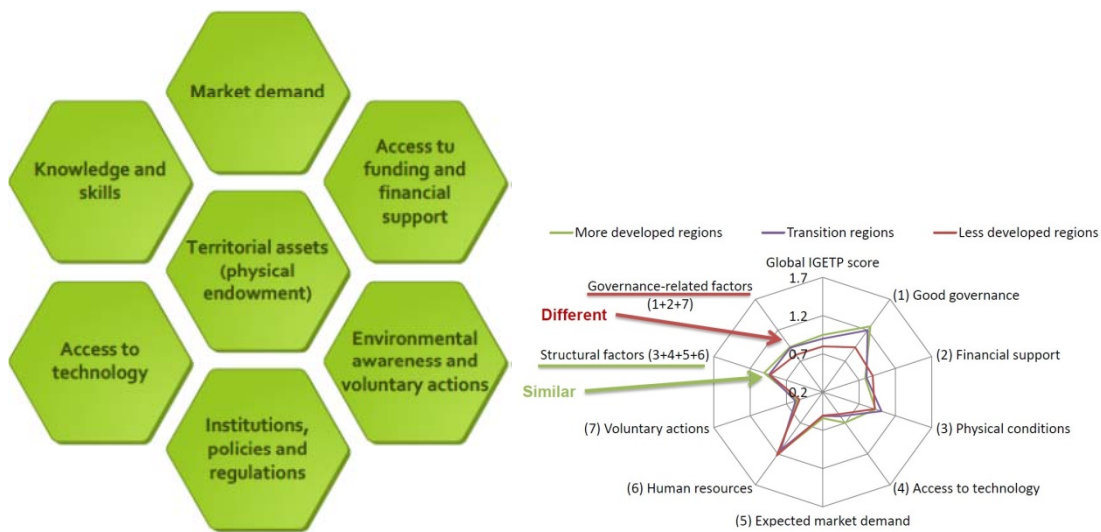 Market demand
Knowledge and
skills
Access tu
funding and
financial
support
Territorial assets
(physical
endowment)
Access to
technology
Environmental
awareness and
voluntary actions
Institutions,
policies and
regulations
More developed regions
Transition regions
Less developed regions
Global IGETP score
1.7
1.2
0.7
0.2
Governance-related factors
(1+2+7)
Different
Structural factors (3+4+5+6)
Similar
(1) Good governance
(2) Financial support
(3) Physical conditions
(4) Access to technology
(5) Expected market demand
(6) Human resources
(7) Voluntary actions